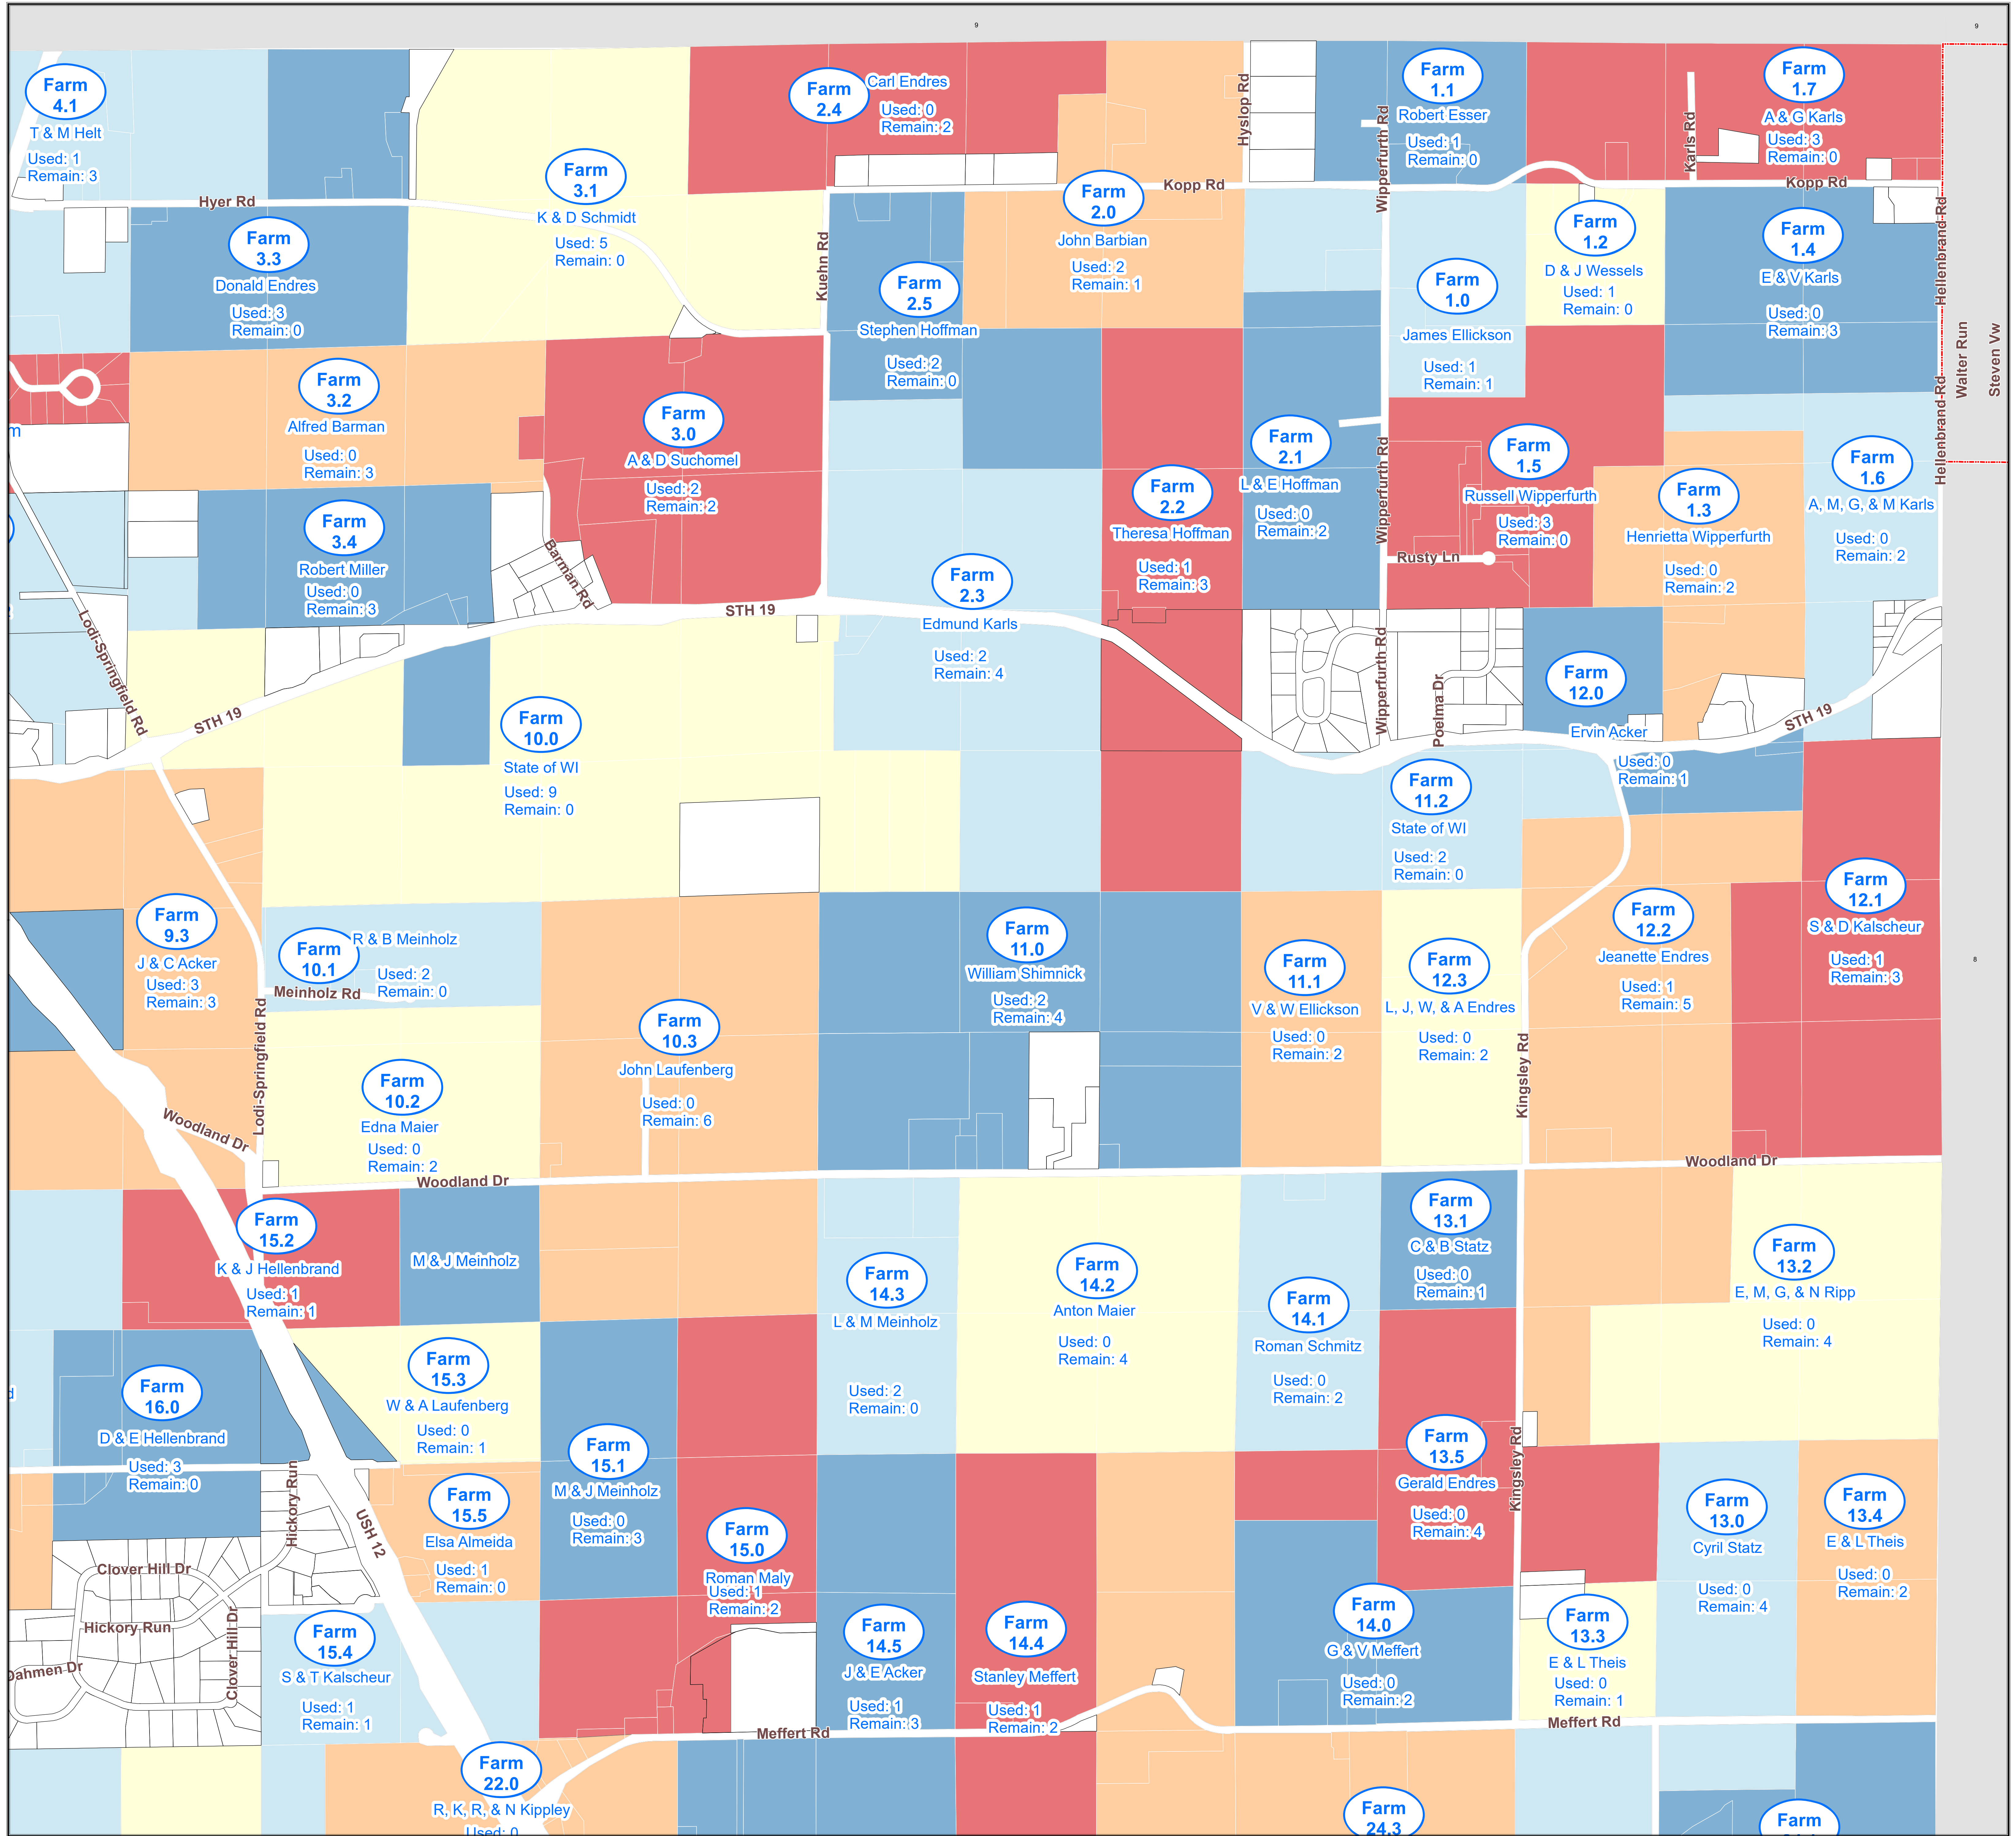 9
9
Farm
4.1
T & M Helt
Used: 1
Remain: 3
Farm
2.4
Carl Endres
Used: 0
Remain: 2
Hyslop Rd
Wipperfurth Rd
Farm
1.1
Robert Esser
Used: 1
Remain: 0
Karls Rd
Farm
1.7
A & G Karls
Used: 3
Remain: 0
Kopp Rd
Kopp Rd
Hyer Rd
Farm
3.1
K & D Schmidt
Used: 5
Remain: 0
Farm
3.3
Donald Endres
Used: 3
Remain: 0
Kuehn Rd
Farm
2.5
Stephen Hoffman
Used: 2
Remain: 0
Farm
2.0
John Barbian
Used: 2
Remain: 1
Farm
1.0
James Ellickson
Used: 1
Remain: 1
Farm
1.2
D & J Wessels
Used: 1
Remain: 0
Farm
1.4
E & V Karls
Used: 0
Remain: 3
Hellenbrand Rd
Hellenbrand Rd
Walter Run
Steven Vw
Farm
3.2
Alfred Barman
Used: 0
Remain: 3
Farm
3.0
A & D Suchomel
Used: 2
Remain: 2
m
Farm
3.4
Robert Miller
Used: 0
Remain: 3
Barman Rd
Farm
2.3
Edmund Karls
Used: 2
Remain: 4
Farm
2.2
Theresa Hoffman
Used: 1
Remain: 3
Farm
2.1
L & E Hoffman
Used: 0
Remain: 2
Wipperfurth Rd
Farm
1.5
Russell Wipperfurth
Used: 3
Remain: 0
Rusty Ln
Farm
1.3
Henrietta Wipperfurth
Used: 0
Remain: 2
Farm
1.6
A, M, G, & M Karls
Used: 0
Remain: 2
STH 19
Lodi-Springfield Rd
STH 19
Farm
10.0
State of WI
Used: 9
Remain: 0
Wipperfurth Rd
Poelma Dr
Farm
12.0
Ervin Acker
Used: 0
Remain: 1
STH 19
Farm
11.2
State of WI
Used: 2
Remain: 0
Farm
9.3
J & C Acker
Used: 3
Remain: 3
Farm
10.1
R & B Meinholz
Used: 2
Remain: 0
Meinholz Rd
Lodi-Springfield Rd
Farm
10.2
Edna Maier
Used: 0
Remain: 2
Farm
10.3
John Laufenberg
Used: 0
Remain: 6
Farm
11.0
William Shimnick
Used: 2
Remain: 4
Farm
11.1
V & W Ellickson
Used: 0
Remain: 2
Farm
12.3
L, J, W, & A Endres
Used: 0
Remain: 2
Kingsley Rd
Farm
12.2
Jeanette Endres
Used: 1
Remain: 5
Farm
12.1
S & D Kalscheur
Used: 1
Remain: 3
8
Woodland Dr
Woodland Dr
Woodland Dr
Farm
15.2
K & J Hellenbrand
Used: 1
Remain: 1
M & J Meinholz
Farm
14.3
L & M Meinholz
Used: 2
Remain: 0
Farm
14.2
Anton Maier
Used: 0
Remain: 4
Farm
14.1
Roman Schmitz
Used: 0
Remain: 2
Farm
13.1
C & B Statz
Used: 0
Remain: 1
Farm
13.2
E, M, G, & N Ripp
Used: 0
Remain: 4
d
Farm
16.0
D & E Hellenbrand
Used: 3
Remain: 0
Farm
15.3
W & A Laufenberg
Used: 0
Remain: 1
Farm
15.1
M & J Meinholz
Used: 0
Remain: 3
Farm
13.5
Gerald Endres
Used: 0
Remain: 4
Kingsley Rd
Farm
13.0
Cyril Statz
Used: 0
Remain: 4
Farm
13.4
E & L Theis
Used: 0
Remain: 2
Hickory Run
USH 12
Farm
15.5
Elsa Almeida
Used: 1
Remain: 0
Farm
15.0
Roman Maly
Used: 1
Remain: 2
Clover Hill Dr
Hickory Run
Clover Hill Dr
Dahmen Dr
Farm
15.4
S & T Kalscheur
Used: 1
Remain: 1
Farm
14.5
J & E Acker
Used: 1
Remain: 3
Farm
14.4
Stanley Meffert
Used: 1
Remain: 2
Farm
14.0
G & V Meffert
Used: 0
Remain: 2
Farm
13.3
E & L Theis
Used: 0
Remain: 1
Meffert Rd
Meffert Rd
Farm
22.0
R, K, R, & N Kippley
Used: 0
Farm
24.3
Farm